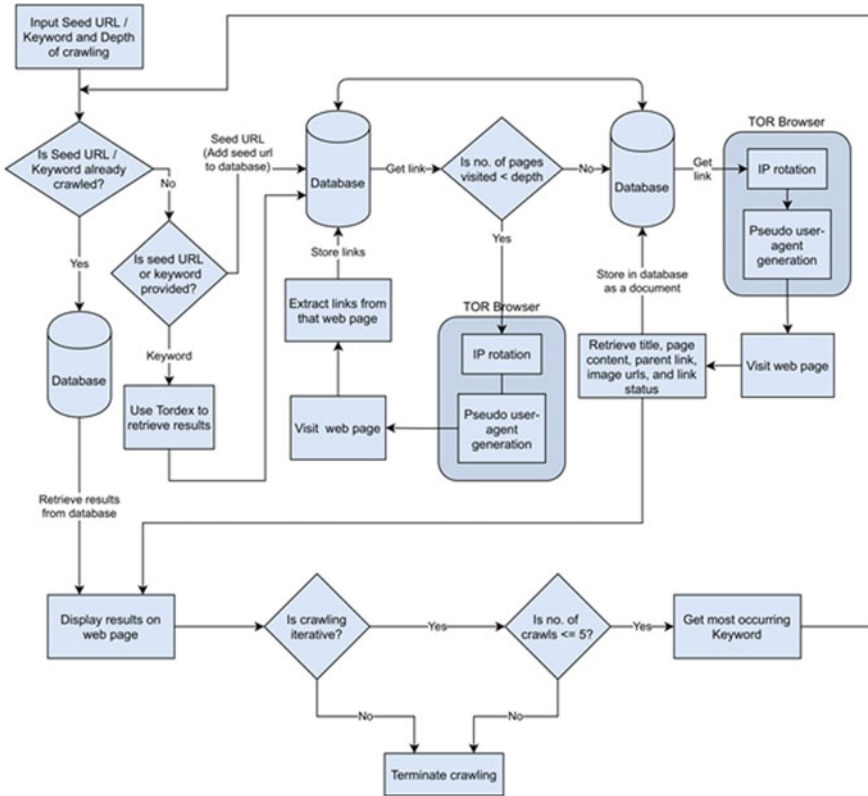 Input Seed URL /
Keyword and Depth
of crawling
Is Seed URL /
Keyword already
crawled?
No
Yes
Is seed URL
or keyword
provided?
Seed URL
(Add seed url
to database)
Keyword
Use Tordex to
retrieve results
Database
Retrieve results
from database
Database
Get link
Is no. of pages
visited < depth
No
Yes
Store links
Extract links from
that web page
Visit web page
TOR Browser
IP rotation
Pseudo user-
agent
generation
Database
Get
link
TOR Browser
IP rotation
Pseudo user-
agent
generation
Visit web page
Store in database
as a document
Retrieve title, page
content, parent link,
image urls, and link
status
Display results on
web page
Is crawling
iterative?
Yes
Is no. of
crawls <= 5?
Yes
Get most occurring
Keyword
No
No
Terminate crawling